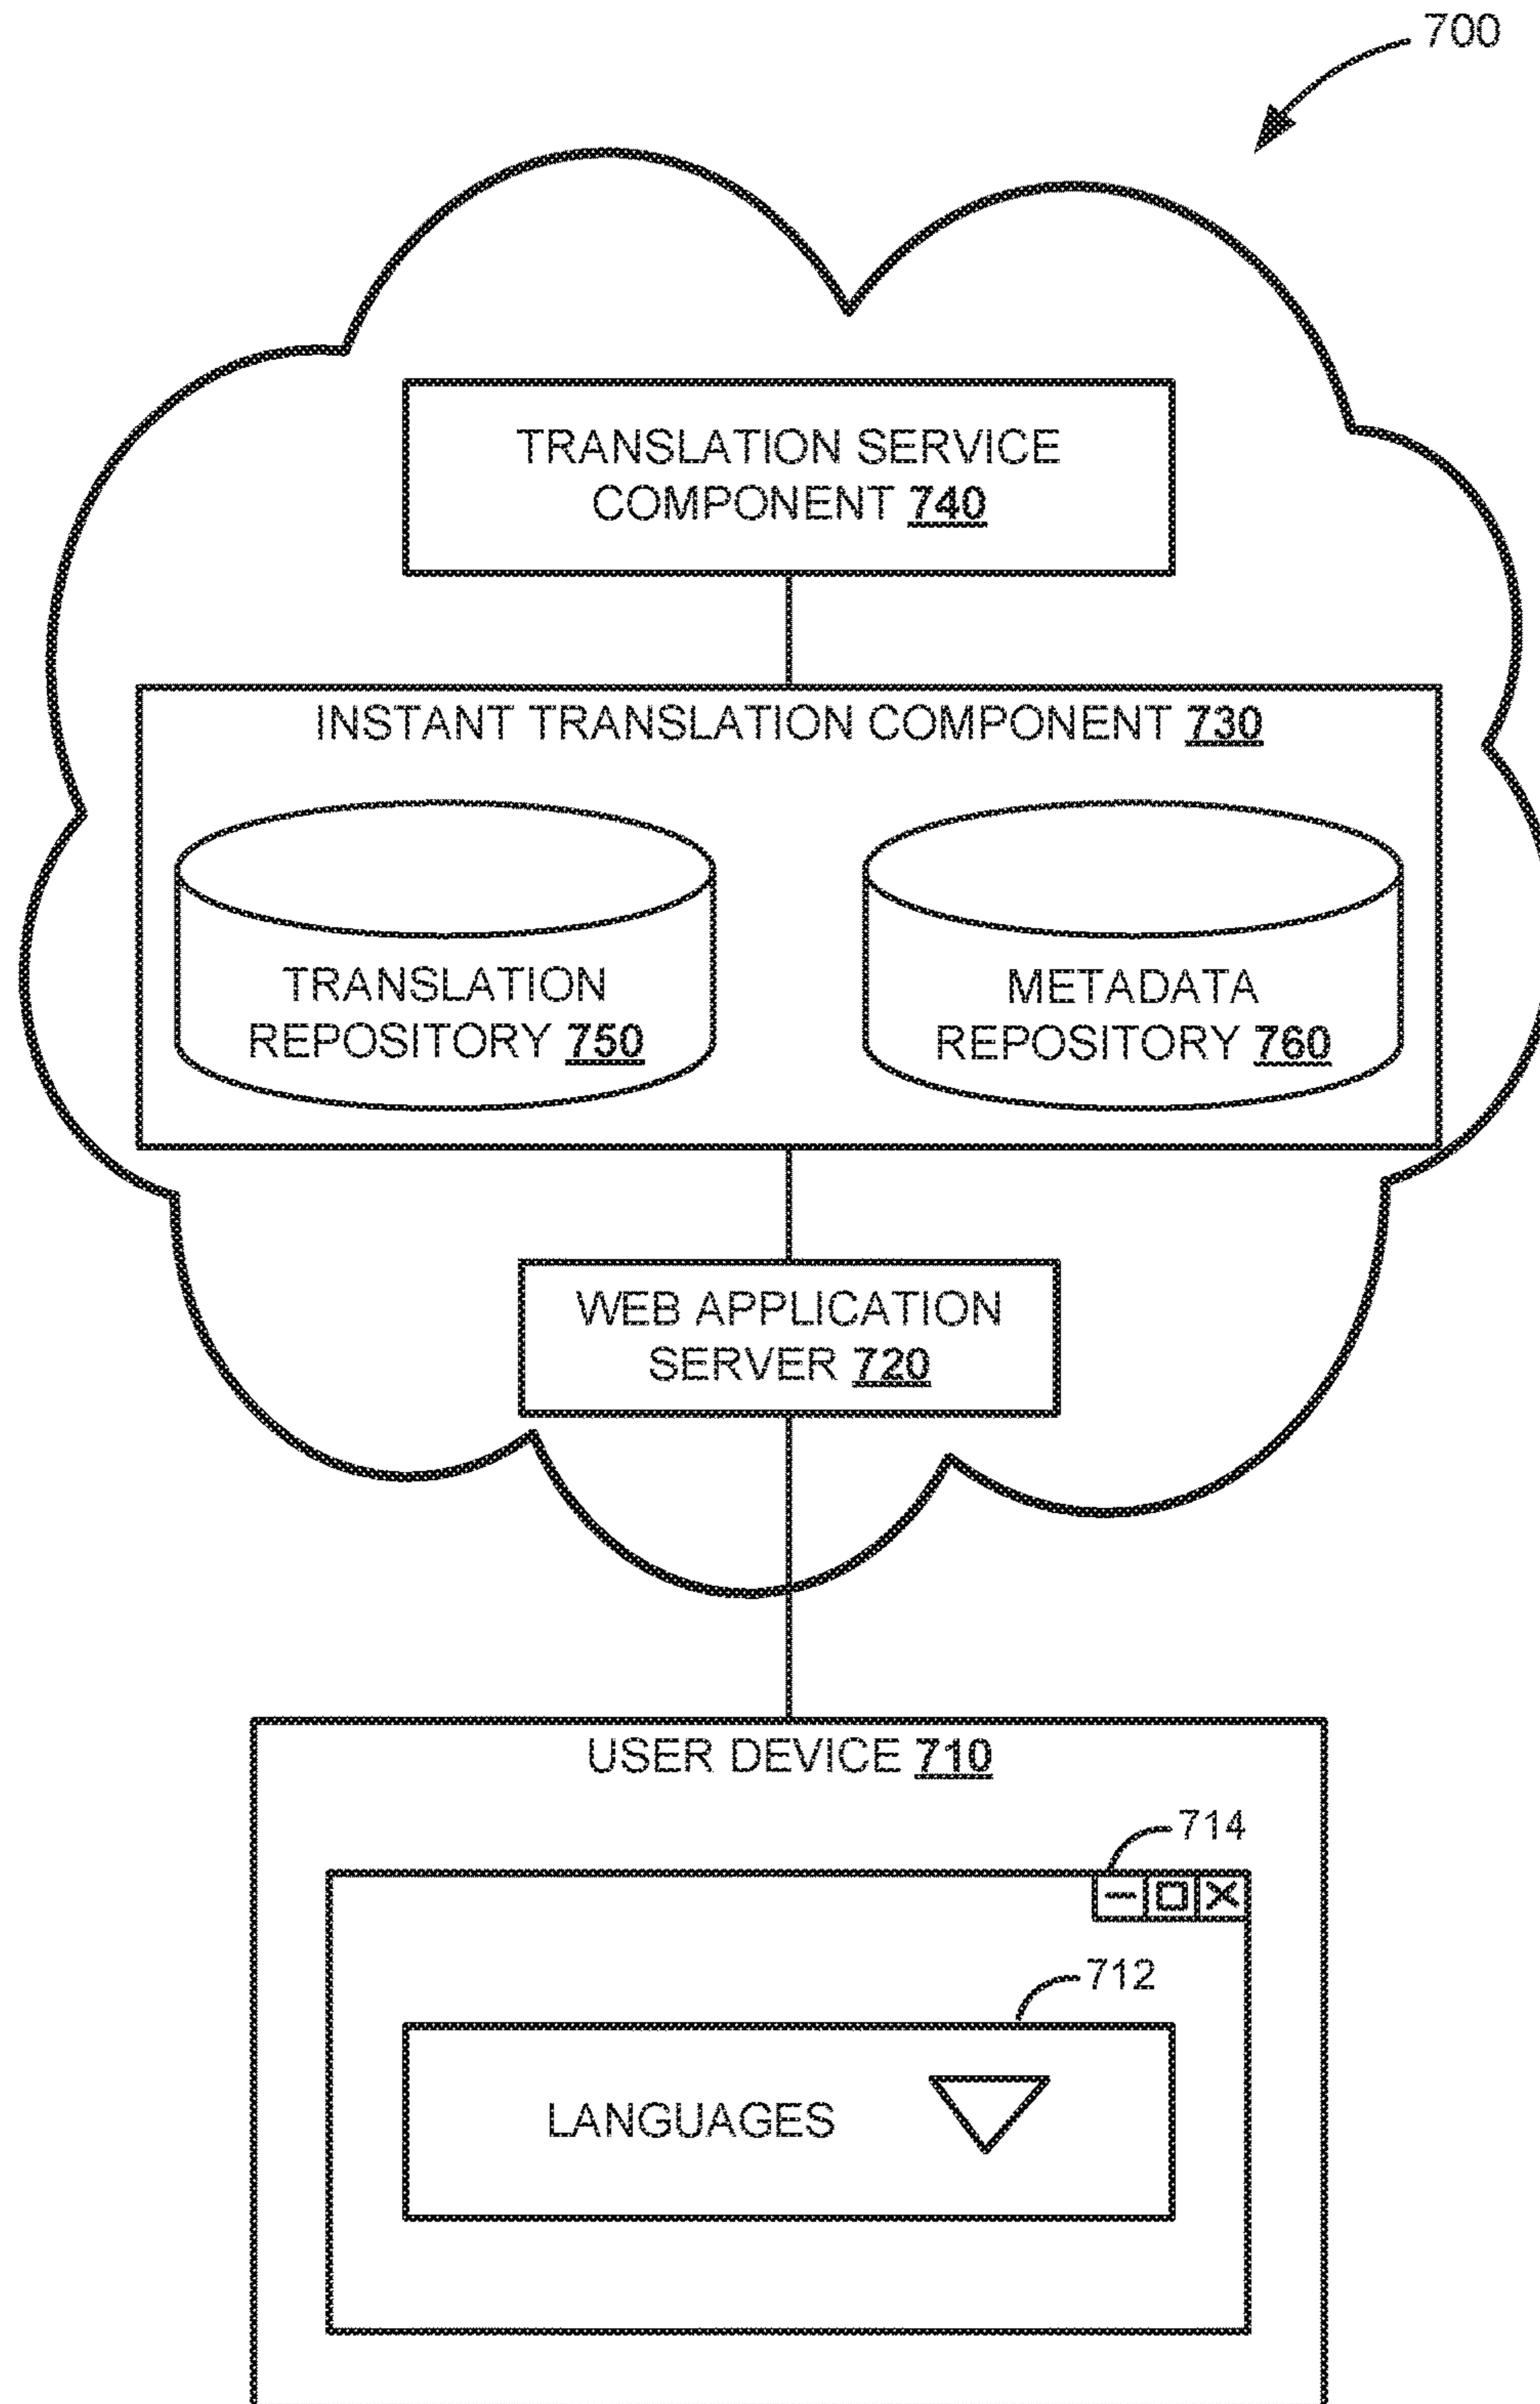 700
TRANSLATION SERVICE
COMPONENT 740
INSTANT TRANSLATION COMPONENT 730
TRANSLATION
REPOSITORY 750
METADATA
REPOSITORY 760
WEB APPLICATION
SERVER 720
USER DEVICE 710
714
712
LANGUAGES